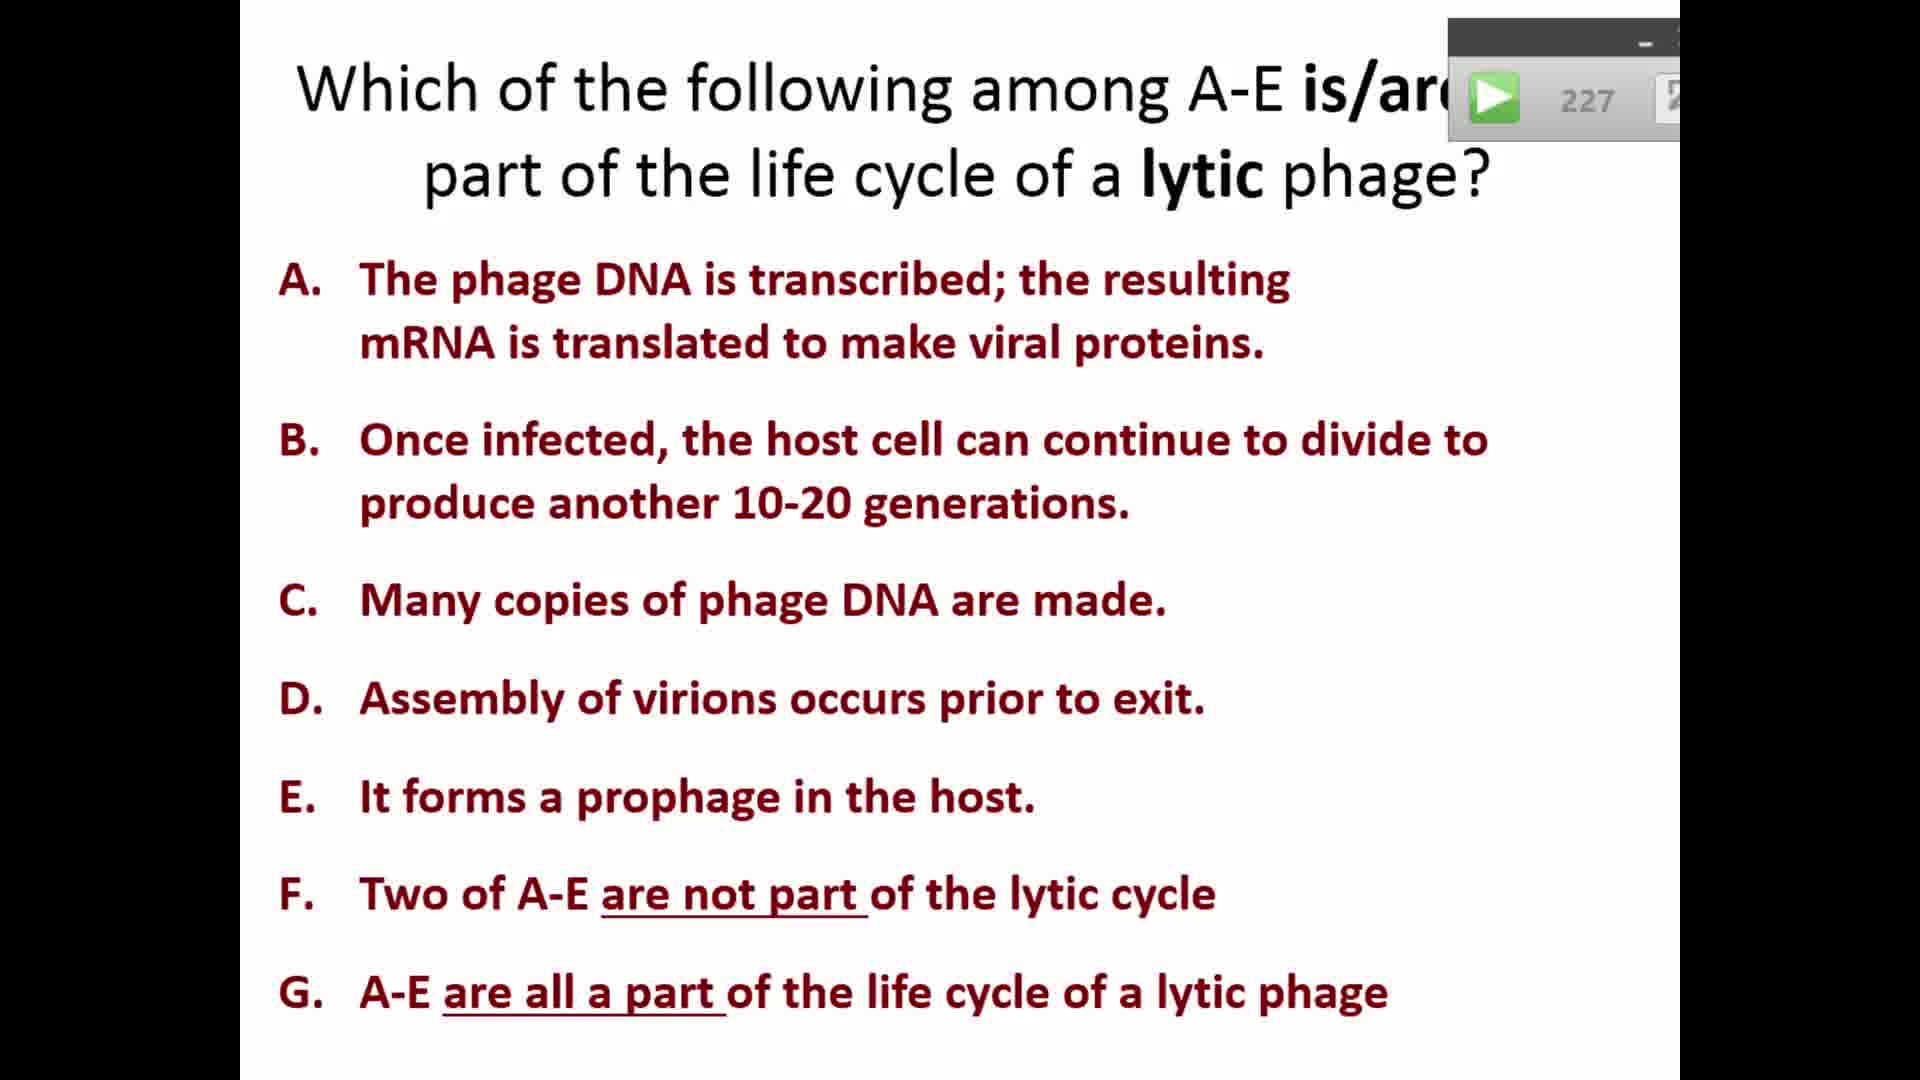 Which of the following among A-E is/are
part of the life cycle of a lytic phage?
227
A. The phage DNA is transcribed; the resulting
mRNA is translated to make viral proteins.
B. Once infected, the host cell can continue to divide to
produce another 10-20 generations.
C. Many copies of phage DNA are made.
D. Assembly of virions occurs prior to exit.
E. It forms a prophage in the host.
F. Two of A-E are not part of the lytic cycle
G. A-E are all a part of the life cycle of a lytic phage